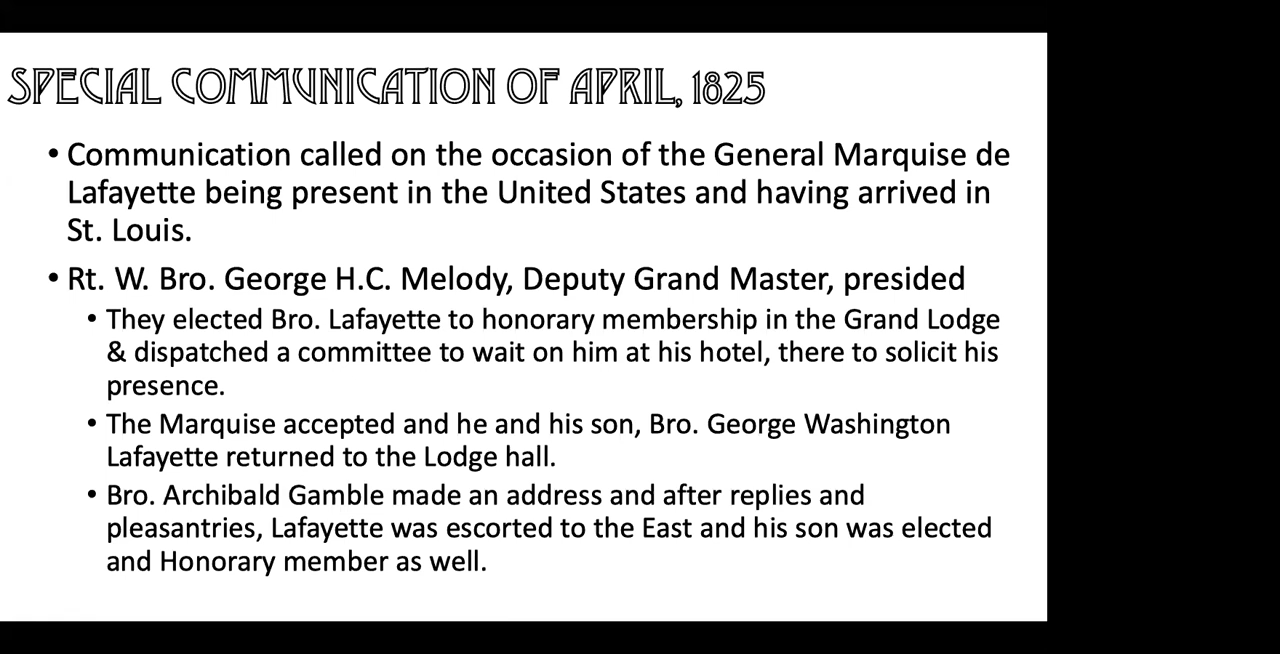 SPECIAL COMMUNICATION OF APRIL, 1825
• Communication called on the occasion of the General Marquise de
Lafayette being present in the United States and having arrived in
St. Louis.
• Rt. W. Bro. George H.C. Melody, Deputy Grand Master, presided
• They elected Bro. Lafayette to honorary membership in the Grand Lodge
& dispatched a committee to wait on him at his hotel, there to solicit his
presence.
• The Marquise accepted and he and his son, Bro. George Washington
Lafayette returned to the Lodge hall.
• Bro. Archibald Gamble made an address and after replies and
pleasantries, Lafayette was escorted to the East and his son was elected
and Honorary member as well.